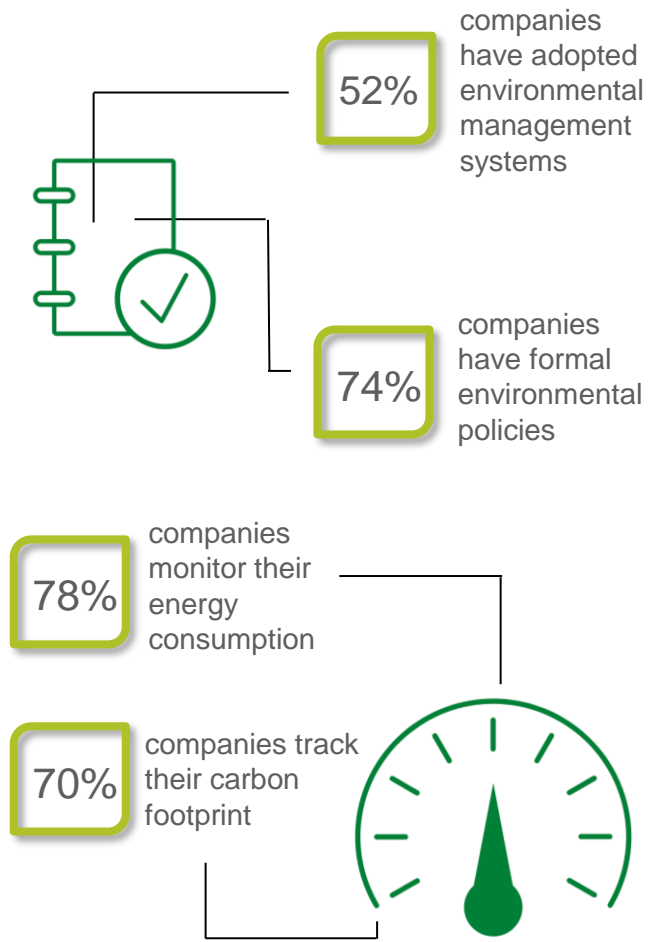 52%
companies
have adopted
environmental
management
systems
74%
companies
have formal
environmental
policies
78%
companies
monitor their
energy
consumption
70%
companies track
their carbon
footprint